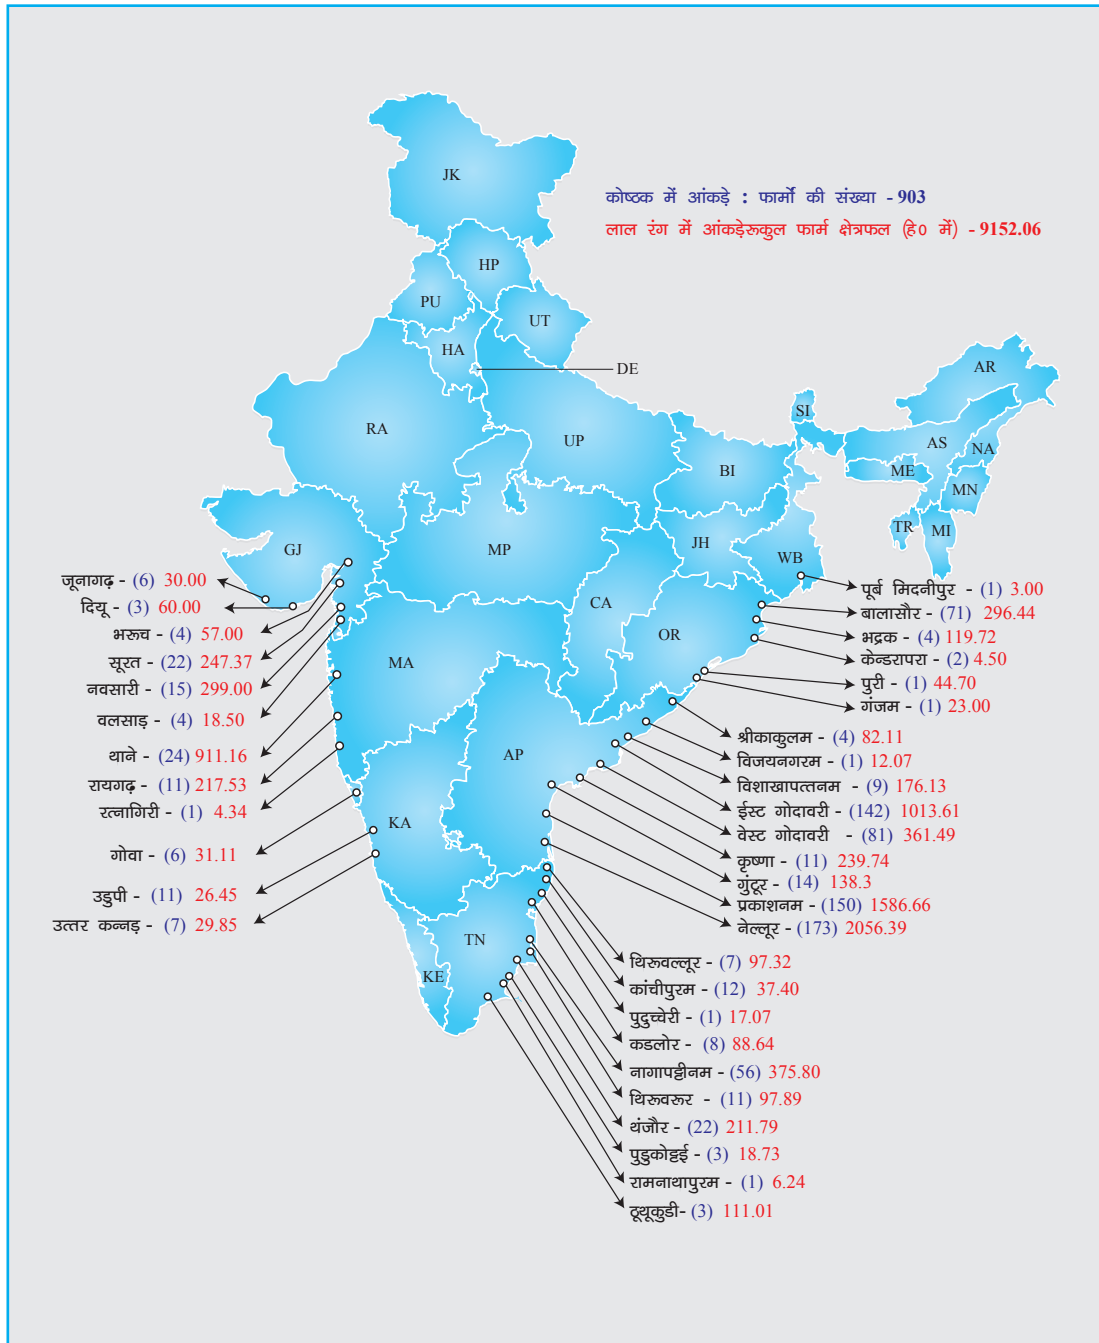 JK
कोष्ठक में आंकड़े : फार्मों की संख्या - 903
लाल रंग में आंकड़ेरूकुल फार्म क्षेत्रफल (हे० में) - 9152.06
HP
PU
UT
HA
DE
AR
RA
SI
UP
AS
NA
BI
ME
MN
TR
MI
GJ
MP
JH
WB
CA
OR
MA
AP
KA
TN
KE
जूनागढ़ - (6) 30.00
दियू - (3) 60.00
भरूच - (4) 57.00
सूरत - (22) 247.37
नवसारी - (15) 299.00
वलसाड़ - (4) 18.50
थाने - (24) 911.16
रायगढ़ - (11) 217.53
रत्नागिरी - (1) 4.34
गोवा - (6) 31.11
उडुपी - (11) 26.45
उत्तर कन्नड़ - (7) 29.85
पूर्ब मिदनीपुर - (1) 3.00
बालासौर - (71) 296.44
भद्रक - (4) 119.72
केन्डरापरा - (2) 4.50
पुरी - (1) 44.70
गंजम - (1) 23.00
श्रीकाकुलम - (4) 82.11
विजयनगरम - (1) 12.07
विशाखापत्तनम - (9) 176.13
ईस्ट गोदावरी - (142) 1013.61
वेस्ट गोदावरी - (81) 361.49
कृष्णा - (11) 239.74
गुंटूर - (14) 138.3
प्रकाशनम - (150) 1586.66
नेल्लूर - (173) 2056.39
थिरूवल्लूर - (7) 97.32
कांचीपुरम - (12) 37.40
पुदुच्चेरी - (1) 17.07
कडलोर - (8) 88.64
नागापट्टीनम - (56) 375.80
थिरूवरूर - (11) 97.89
थंजौर - (22) 211.79
पुडुकोट्टई - (3) 18.73
रामनाथापुरम - (1) 6.24
ठूथूकुडी- (3) 111.01